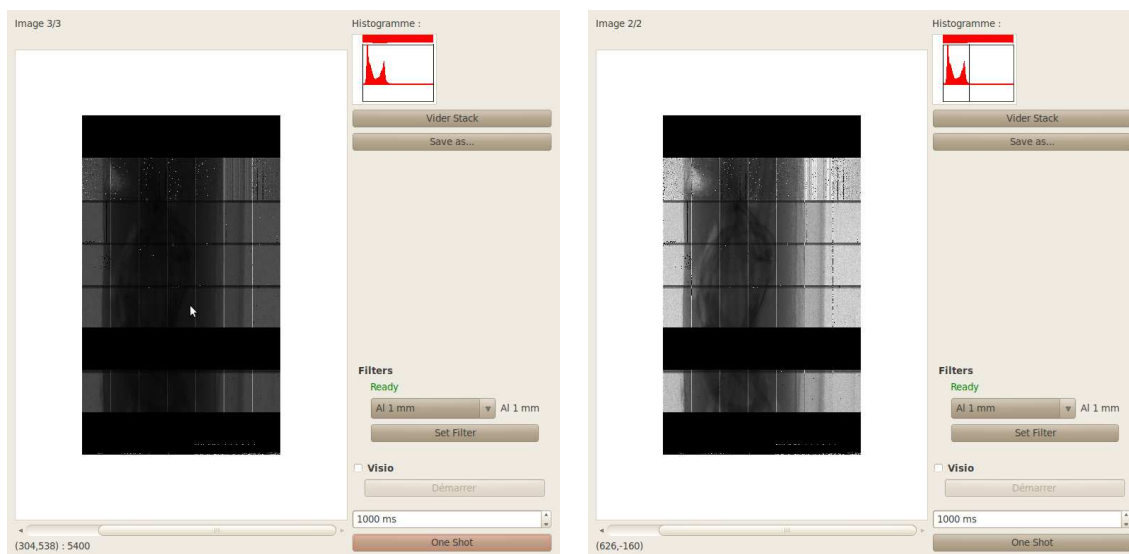 Image 3/3
Histogramme :
Vider Stack
Save as...
Filters
Ready
Al 1 mm
Al 1 mm
Set Filter
Visio
Démarrer
1000 ms
(304,538) : 5400
One Shot
Image 2/2
Histogramme :
Vider Stack
Save as...
Filters
Ready
Al 1 mm
Al 1 mm
Set Filter
Visio
Démarrer
1000 ms
(626,-160)
One Shot